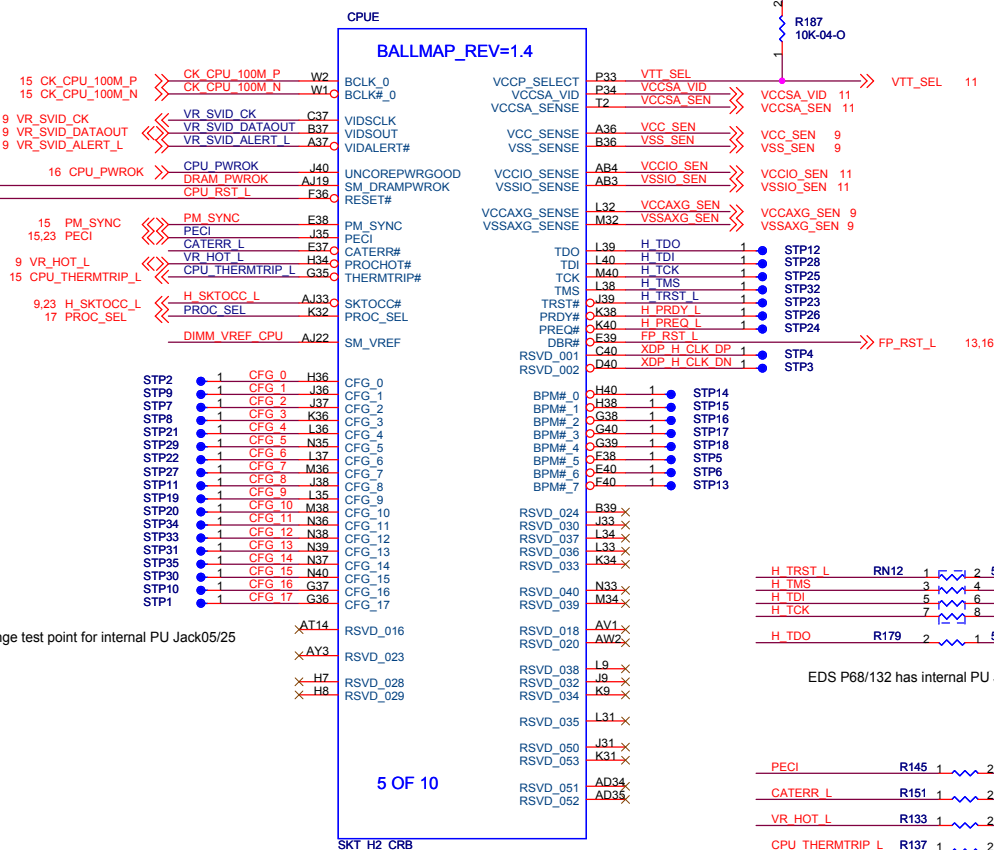 CPUE
2
R187
10K-04-O
1
BALLMAP_REV=1.4
15 CK_CPU_100M_P CK_CPU_100M_P W2 BCLK_0 VCCP_SELECT P33 VTT_SEL VTT_SEL 11
15 CK_CPU_100M_N CK_CPU_100M_N W1 BCLK#_0 VCCSA_VID P34 VCCSA_VID VCCSA_VID 11
VCCSA_SENSE T2 VCCSA_SEN VCCSA_SEN 11
9 VR_SVID_CK VR_SVID_CK C37 VIDSCLK
9 VR_SVID_DATAOUT VR_SVID_DATAOUT B37 VIDSOUT VCC_SENSE A36 VCC_SEN VCC_SEN 9
9 VR_SVID_ALERT_L VR_SVID_ALERT_L A37 VIDALERT# VSS_SENSE B36 VSS_SEN VSS_SEN 9
16 CPU_PWROK CPU_PWROK J40 UNCOREPWRGOOD VCCIO_SENSE AB4 VCCIO_SEN VCCIO_SEN 11
DRAM_PWROK AJ19 SM_DRAMPWROK VSSIO_SENSE AB3 VSSIO_SEN VSSIO_SEN 11
CPU_RST_L F36 RESET#
VCCAXG_SENSE L32 VCCAXG_SEN VCCAXG_SEN 9
15 PM_SYNC PM_SYNC E38 PM_SYNC VSSAXG_SENSE M32 VSSAXG_SEN VSSAXG_SEN 9
15,23 PECI PECI J35 PECI
CATERR_L E37 CATERR# TDO L39 H_TDO 1 STP12
9 VR_HOT_L VR_HOT_L H34 PROCHOT# TDI L40 H_TDI 1 STP28
15 CPU_THERMTRIP_L CPU_THERMTRIP_L G35 THERMTRIP# TCK M40 H_TCK 1 STP25
TMS L38 H_TMS 1 STP32
9,23 H_SKTOCC_L H_SKTOCC_L AJ33 SKTOCC# TRST# J39 H_TRST_L 1 STP23
17 PROC_SEL PROC_SEL K32 PROC_SEL PRDY# K38 H_PRDY_L 1 STP26
PREQ# K40 H_PREQ_L 1 STP24
DIMM_VREF_CPU AJ22 SM_VREF DBR# E39 FP_RST_L FP_RST_L 13,16
RSVD_001 C40 XDP_H_CLK_DP 1 STP4
RSVD_002 D40 XDP_H_CLK_DN 1 STP3
STP2 1 CFG_0 H36 CFG_0
STP9 1 CFG_1 J36 CFG_1 BPM#_0 H40 1 STP14
STP7 1 CFG_2 J37 CFG_2 BPM#_1 H38 1 STP15
STP8 1 CFG_3 K36 CFG_3 BPM#_2 G38 1 STP16
STP21 1 CFG_4 L36 CFG_4 BPM#_3 G40 1 STP17
STP29 1 CFG_5 N35 CFG_5 BPM#_4 G39 1 STP18
STP22 1 CFG_6 L37 CFG_6 BPM#_5 F38 1 STP5
STP27 1 CFG_7 M36 CFG_7 BPM#_6 E40 1 STP6
STP11 1 CFG_8 J38 CFG_8 BPM#_7 F40 1 STP13
STP19 1 CFG_9 L35 CFG_9
STP20 1 CFG_10 M38 CFG_10 RSVD_024 B39
STP34 1 CFG_11 N36 CFG_11 RSVD_030 J33
STP33 1 CFG_12 N38 CFG_12 RSVD_037 L34
STP31 1 CFG_13 N39 CFG_13 RSVD_036 L33
STP35 1 CFG_14 N37 CFG_14 RSVD_033 K34
STP30 1 CFG_15 N40 CFG_15
STP10 1 CFG_16 G37 CFG_16 RSVD_040 N33
STP1 1 CFG_17 G36 CFG_17 RSVD_039 M34
H_TRST_L RN12 1 2 5
H_TMS 3 4
H_TDI 5 6
H_TCK 7 8
AT14 RSVD_016 RSVD_018 AV1
RSVD_020 AW2
H_TDO R179 2 1 5
nge test point for internal PU Jack05/25
AY3 RSVD_023
H7 RSVD_028 RSVD_038 L9
H8 RSVD_029 RSVD_032 J9
RSVD_034 K9
EDS P68/132 has internal PU
RSVD_035 L31
RSVD_050 J31
RSVD_053 K31
5 OF 10
RSVD_051 AD34
RSVD_052 AD35
PECI R145 1 2
CATERR_L R151 1 2
VR_HOT_L R133 1 2
CPU_THERMTRIP_L R137 1 2
SKT_H2_CRB